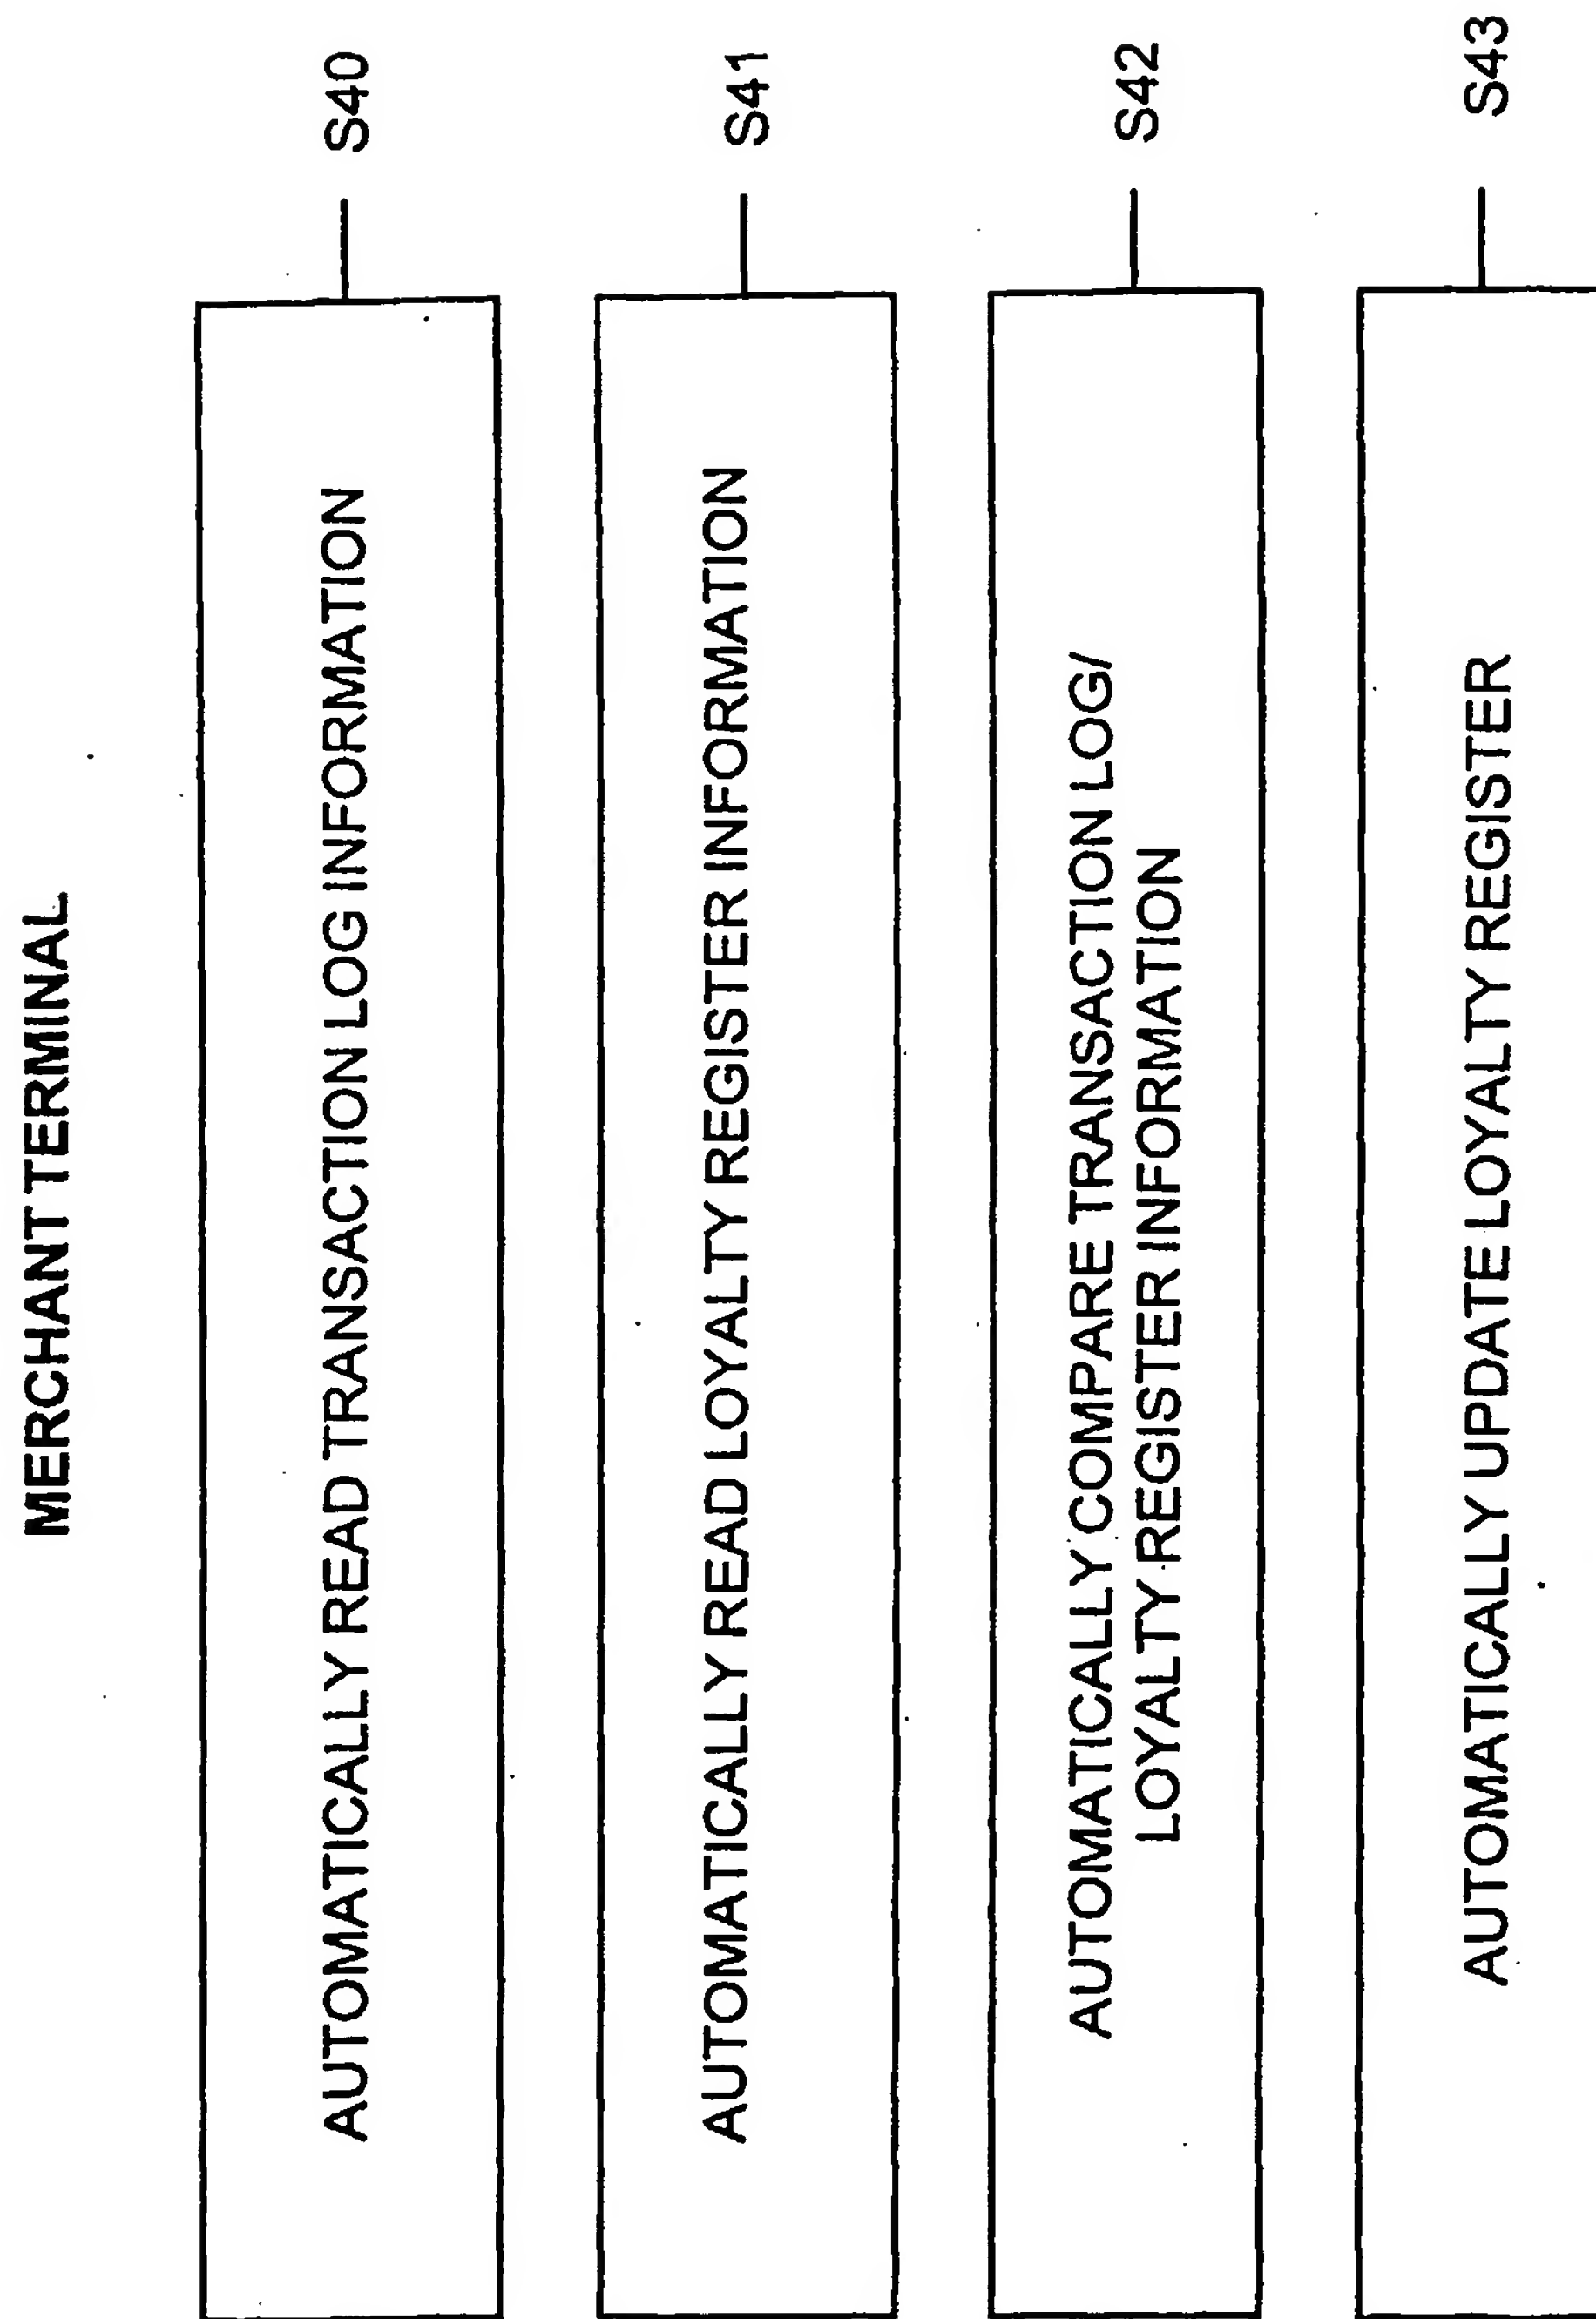 MERCHANT TERMINAL
AUTOMATICALLY READ TRANSACTION LOG INFORMATION
S40
AUTOMATICALLY READ LOYALTY REGISTER INFORMATION
S41
AUTOMATICALLY COMPARE TRANSACTION LOG/
LOYALTY REGISTER INFORMATION
S42
AUTOMATICALLY UPDATE LOYALTY REGISTER
S43